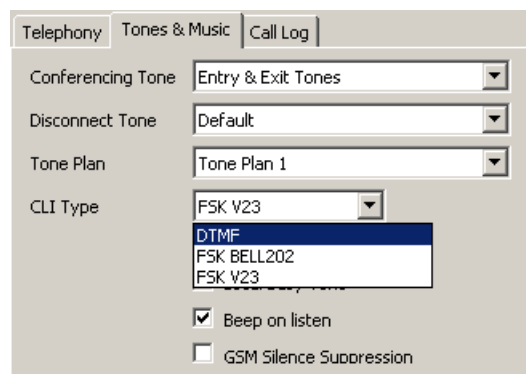 Telephony Tones & Music Call Log
Conferencing Tone Entry & Exit Tones
Disconnect Tone Default
Tone Plan Tone Plan 1
CLI Type FSK V23
DTMF
FSK BELL202
FSK V23
Beep on listen
GSM Silence Suppression